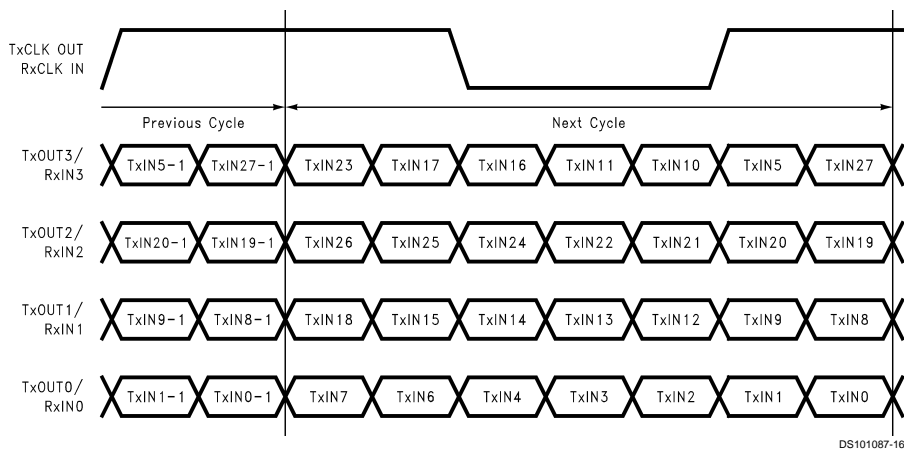 TxCLK OUT
RxCLK IN
Previous Cycle
Next Cycle
TxOUT3/
RxIN3
TxIN5-1 TxIN27-1 TxIN23 TxIN17 TxIN16 TxIN11 TxIN10 TxIN5 TxIN27
TxOUT2/
RxIN2
TxIN20-1 TxIN19-1 TxIN26 TxIN25 TxIN24 TxIN22 TxIN21 TxIN20 TxIN19
TxOUT1/
RxIN1
TxIN9-1 TxIN8-1 TxIN18 TxIN15 TxIN14 TxIN13 TxIN12 TxIN9 TxIN8
TxOUT0/
RxIN0
TxIN1-1 TxIN0-1 TxIN7 TxIN6 TxIN4 TxIN3 TxIN2 TxIN1 TxIN0
DS101087-16